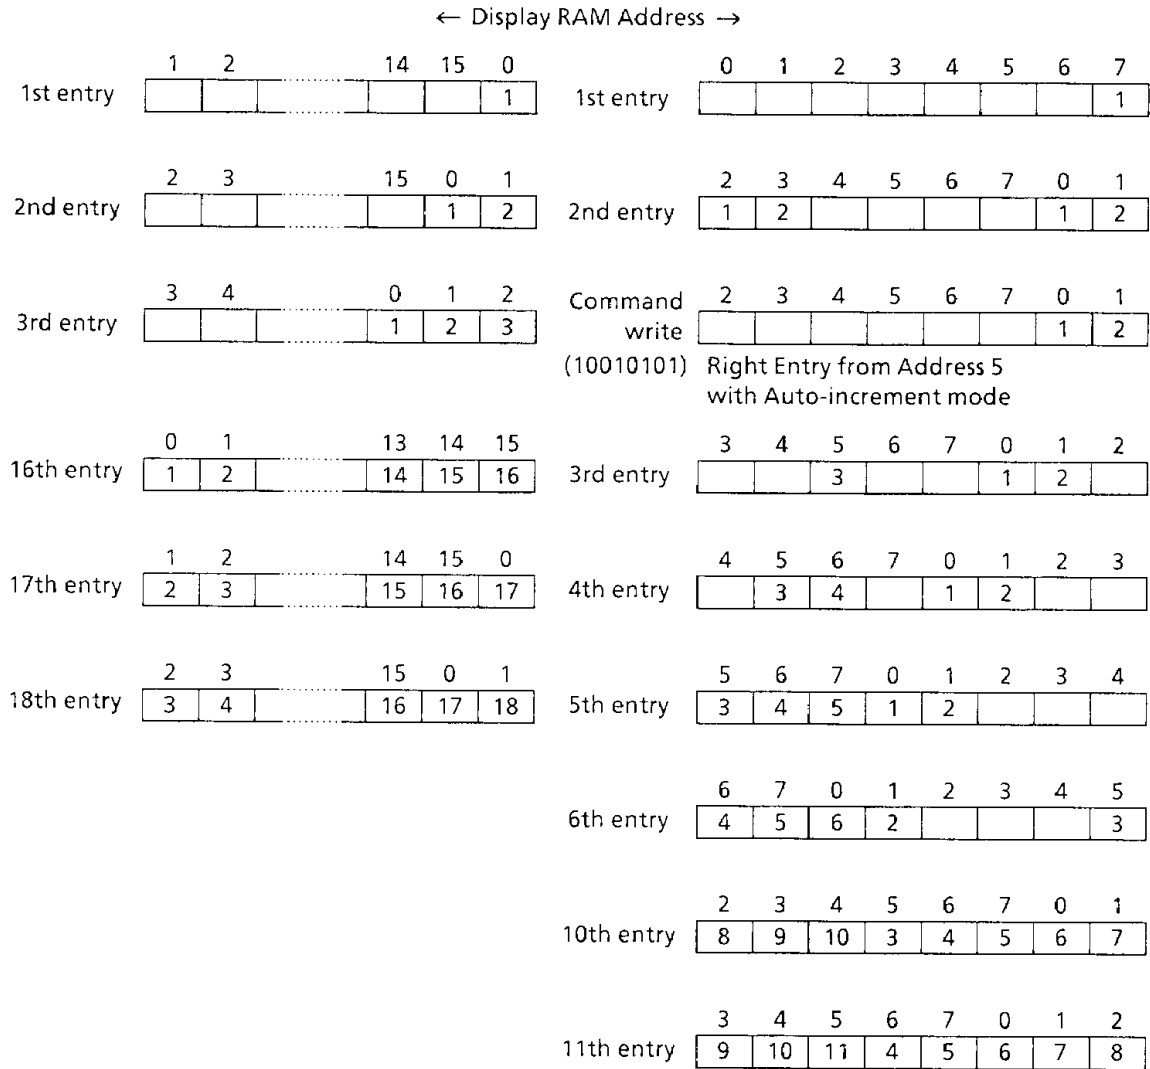 ← Display RAM Address →
1 2 14 15 0
1st entry 1
2 3 15 0 1
2nd entry 1 2
3 4 0 1 2
3rd entry 1 2 3
0 1 13 14 15
16th entry 1 2 14 15 16
1 2 14 15 0
17th entry 2 3 15 16 17
2 3 15 0 1
18th entry 3 4 16 17 18
0 1 2 3 4 5 6 7
1st entry 1
2 3 4 5 6 7 0 1
2nd entry 1 2 1 2
2 3 4 5 6 7 0 1
Command
write 1 2
(10010101) Right Entry from Address 5
with Auto-increment mode
3 4 5 6 7 0 1 2
3rd entry 3 1 2
4 5 6 7 0 1 2 3
4th entry 3 4 1 2
5 6 7 0 1 2 3 4
5th entry 3 4 5 1 2
6 7 0 1 2 3 4 5
6th entry 4 5 6 2 3
2 3 4 5 6 7 0 1
10th entry 8 9 10 3 4 5 6 7
3 4 5 6 7 0 1 2
11th entry 9 10 11 4 5 6 7 8